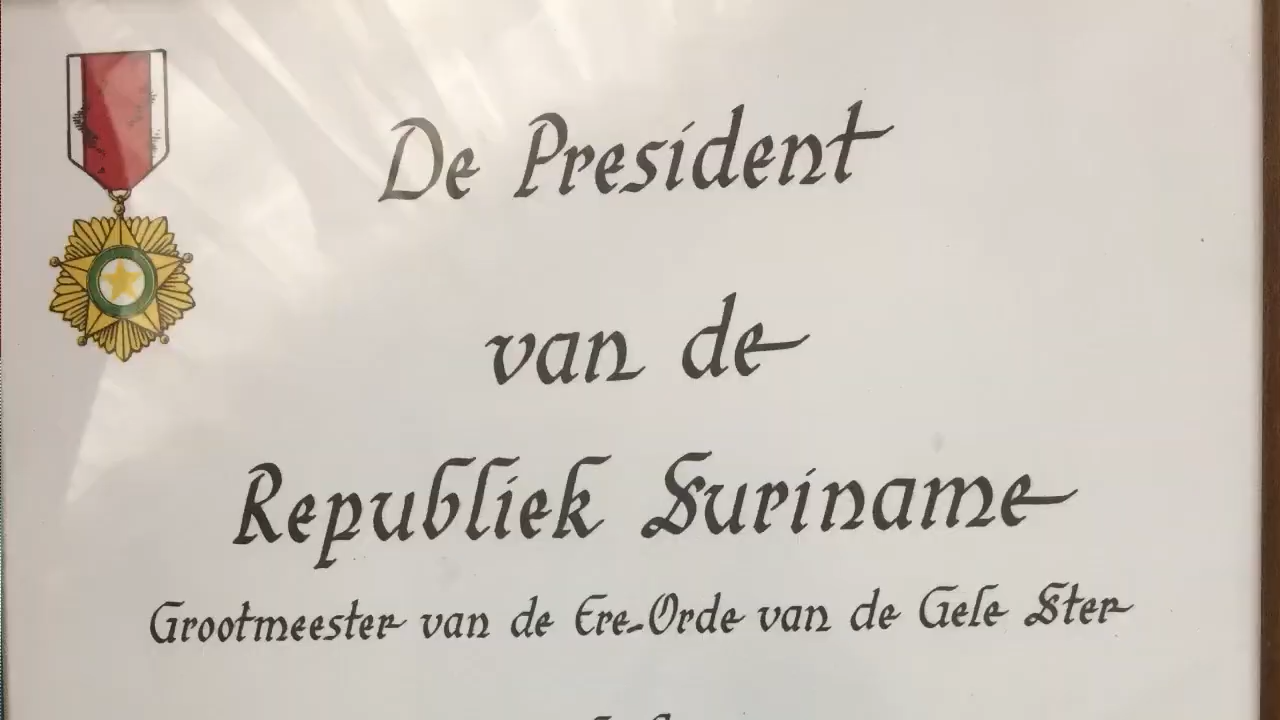 De President
van de
Republiek Suriname
Grootmeester van de Ere-Orde van de Gele Ster